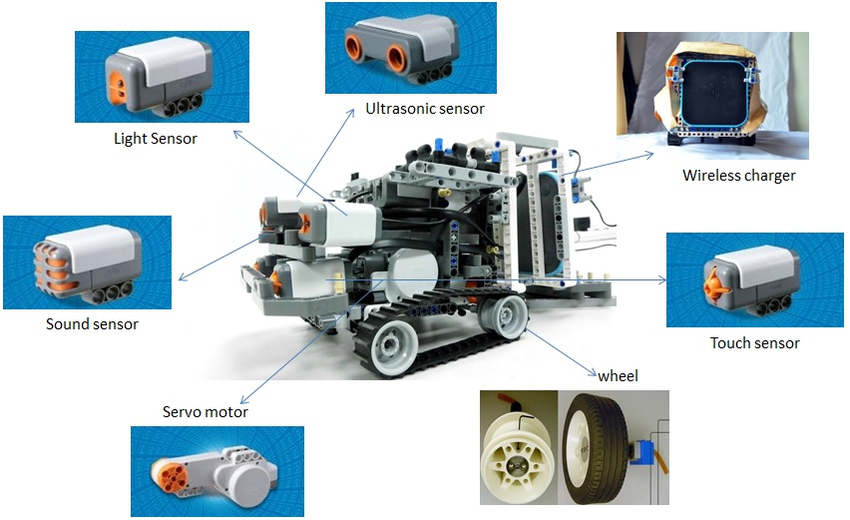 Ultrasonic sensor
Light Sensor
Wireless charger
Sound sensor
Touch sensor
wheel
Servo motor